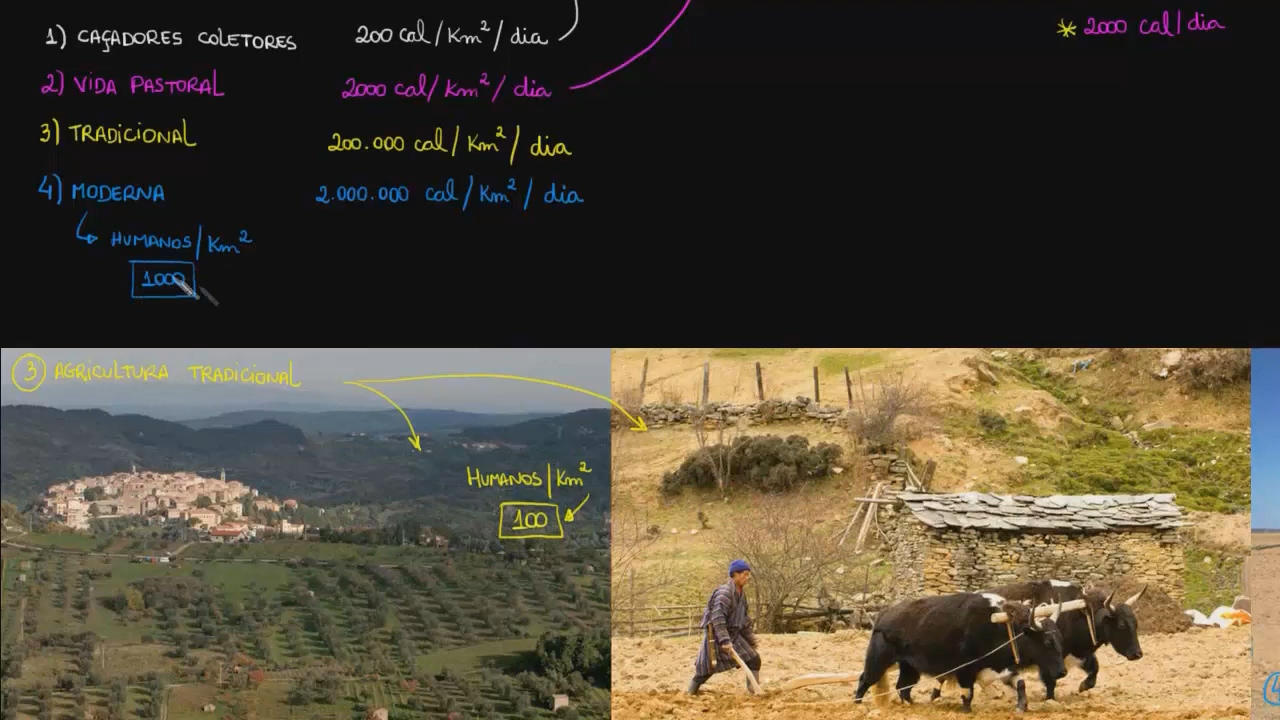 1) CAÇADORES COLETORES 200 cal/Km²/dia
* 2000 cal/dia
2) VIDA PASTORAL 2000 cal/Km²/dia
3) TRADICIONAL 200.000 cal/Km²/dia
4) MODERNA 2.000.000 cal/Km²/dia
HUMANOS/Km²
1000
3 AGRICULTURA TRADICIONAL
HUMANOS/Km²
100